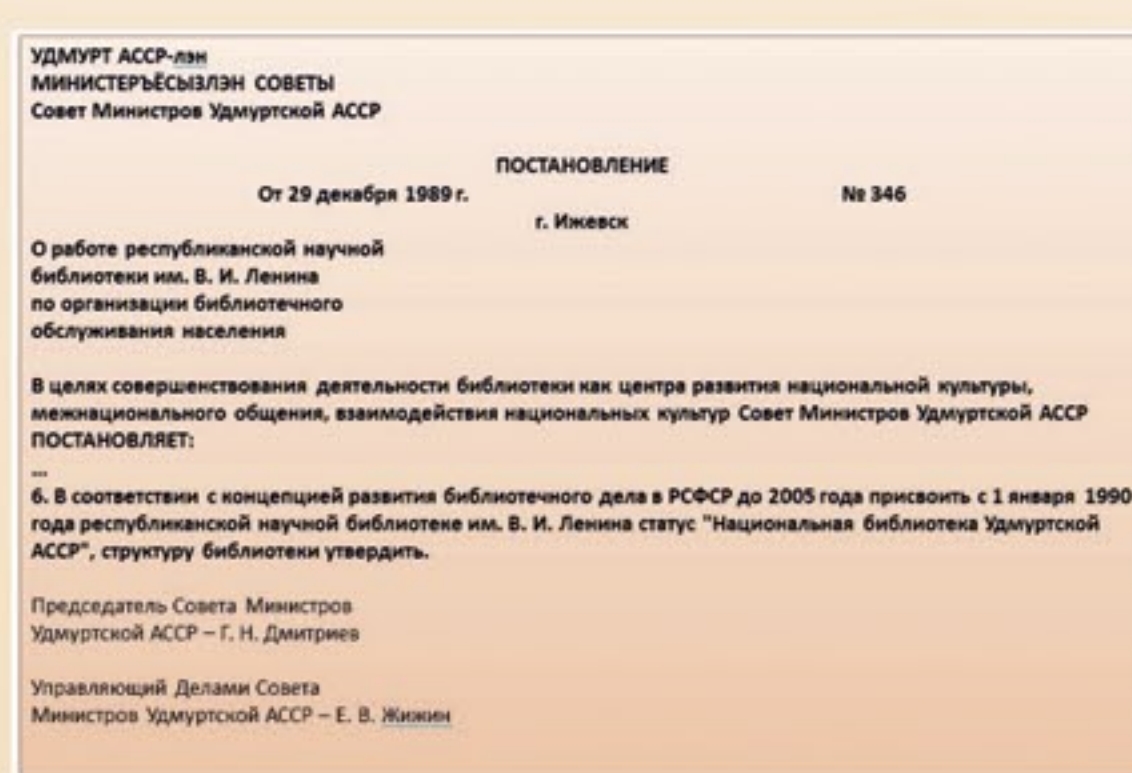 УДМУРТ АССР-лэн
МИНИСТЕРЪЁСЫЗЛЭН СОВЕТЫ
Совет Министров Удмуртской АССР
ПОСТАНОВЛЕНИЕ
От 29 декабря 1989 г. № 346
г. Ижевск
О работе республиканской научной
библиотеки им. В. И. Ленина
по организации библиотечного
обслуживания населения
В целях совершенствования деятельности библиотеки как центра развития национальной культуры,
межнационального общения, взаимодействия национальных культур Совет Министров Удмуртской АССР
ПОСТАНОВЛЯЕТ:
...
6. В соответствии с концепцией развития библиотечного дела в РСФСР до 2005 года присвоить с 1 января 1990
года республиканской научной библиотеке им. В. И. Ленина статус "Национальная библиотека Удмуртской
АССР", структуру библиотеки утвердить.
Председатель Совета Министров
Удмуртской АССР – Г. Н. Дмитриев
Управляющий Делами Совета
Министров Удмуртской АССР – Е. В. Жижин